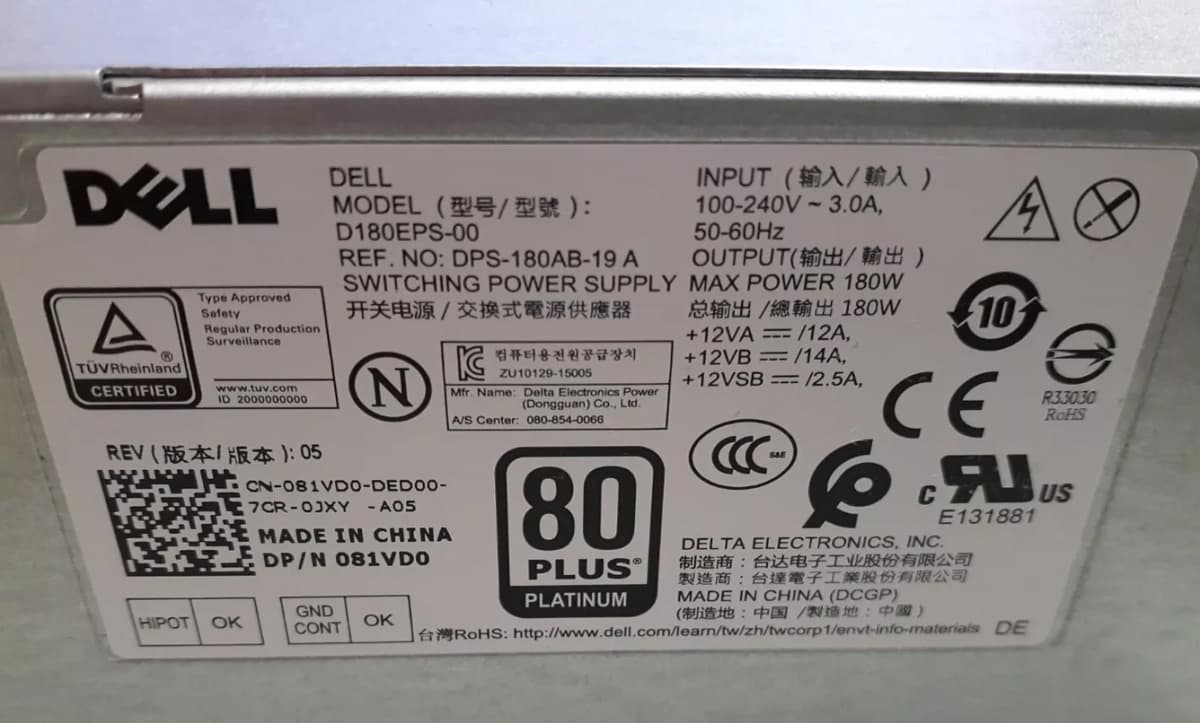 DELL
DELL
MODEL (型号/型號):
D180EPS-00
REF. NO: DPS-180AB-19 A
SWITCHING POWER SUPPLY
开关电源 / 交換式電源供應器
INPUT (输入/輸入)
100-240V ~ 3.0A,
50-60Hz
OUTPUT(输出/輸出)
MAX POWER 180W
总输出 /總輸出 180W
+12VA ⎓ /12A,
+12VB ⎓ /14A,
+12VSB ⎓ /2.5A,
10
R33030
RoHS
TÜVRheinland ®
CERTIFIED
Type Approved
Safety
Regular Production
Surveillance
www.tuv.com
ID 2000000000
N
컴퓨터용전원공급장치
ZU10129-15005
Mfr. Name: Delta Electronics Power
(Dongguan) Co., Ltd.
A/S Center: 080-854-0066
REV (版本/版本): 05
CN-081VD0-DED00-
7CR-0JXY -A05
MADE IN CHINA
DP/N 081VD0
HIPOT OK
GND CONT OK
80
PLUS®
PLATINUM
CCC S&E
CE
c RU US
E131881
DELTA ELECTRONICS, INC.
制造商：台达电子工业股份有限公司
製造商：台達電子工業股份有限公司
MADE IN CHINA (DCGP)
(制造地：中国 /製造地：中國)
台灣RoHS: http://www.dell.com/learn/tw/zh/twcorp1/envt-info-materials DE